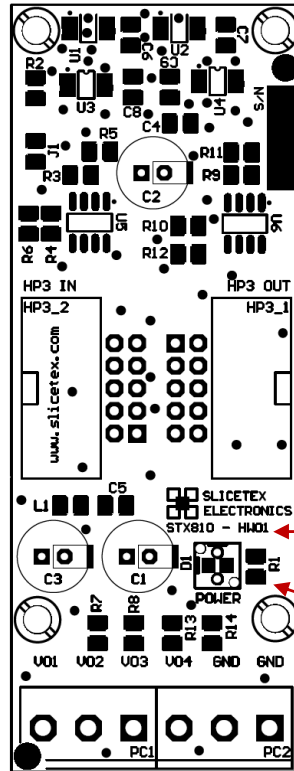 U1
C6
U2
C7
R2
U3
C8
C9
U4
S/N
C4
J1
R5
R11
R3
R9
C2
U5
U6
R6
R4
R10
R12
HP3 IN
HP3 OUT
HP3_2
HP3_1
www.slicetex.com
L1
C5
SLICETEX
ELECTRONICS
STX810 - HW01
C3
C1
D1
R1
POWER
R7
R8
R13
R14
VO1 VO2 VO3 VO4 GND GND
PC1
PC2